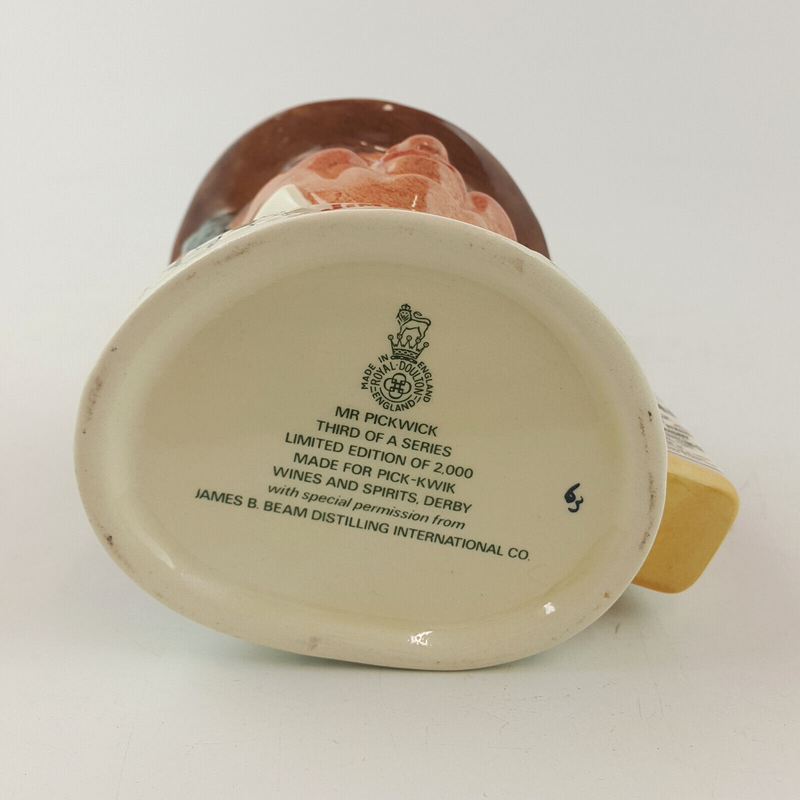 MADE IN ENGLAND
ROYAL·DOULTON
ENGLAND
MR PICKWICK
THIRD OF A SERIES
LIMITED EDITION OF 2,000
MADE FOR PICK-KWIK
WINES AND SPIRITS, DERBY
with special permission from
JAMES B. BEAM DISTILLING INTERNATIONAL CO.